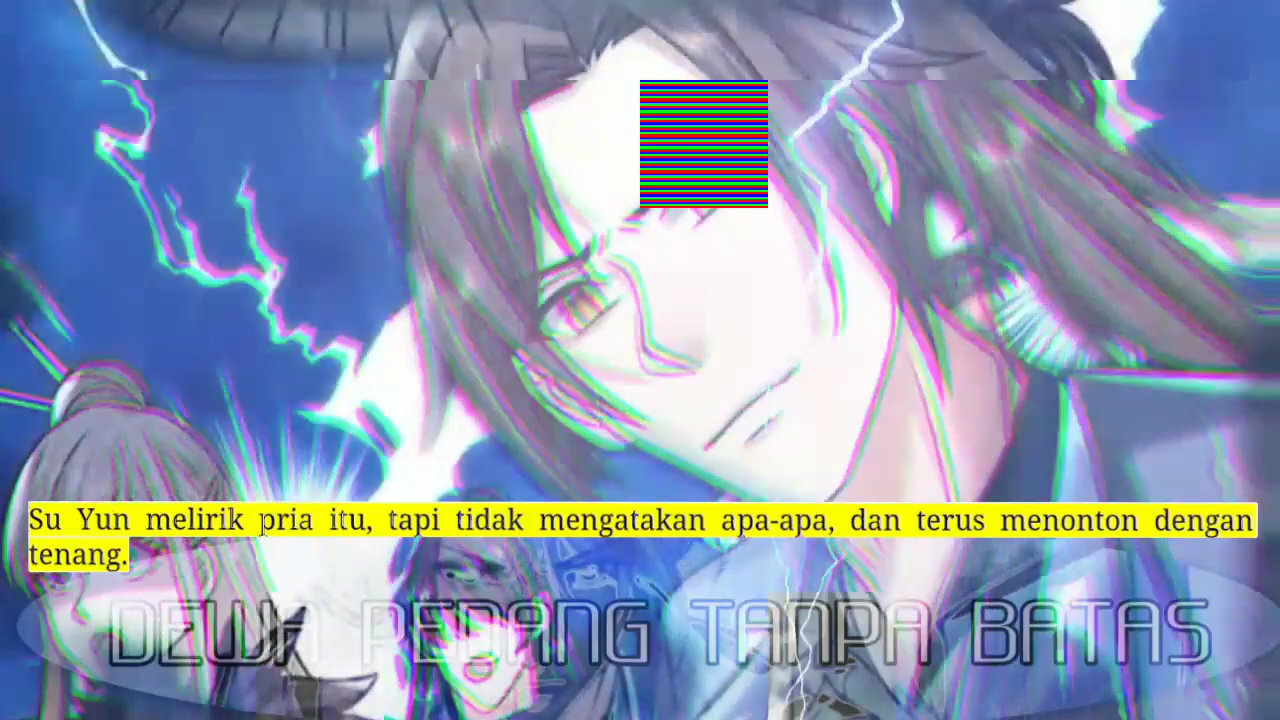 Su Yun melirik pria itu, tapi tidak mengatakan apa-apa, dan terus menonton dengan
tenang.
DEWA PEDANG TANPA BATAS